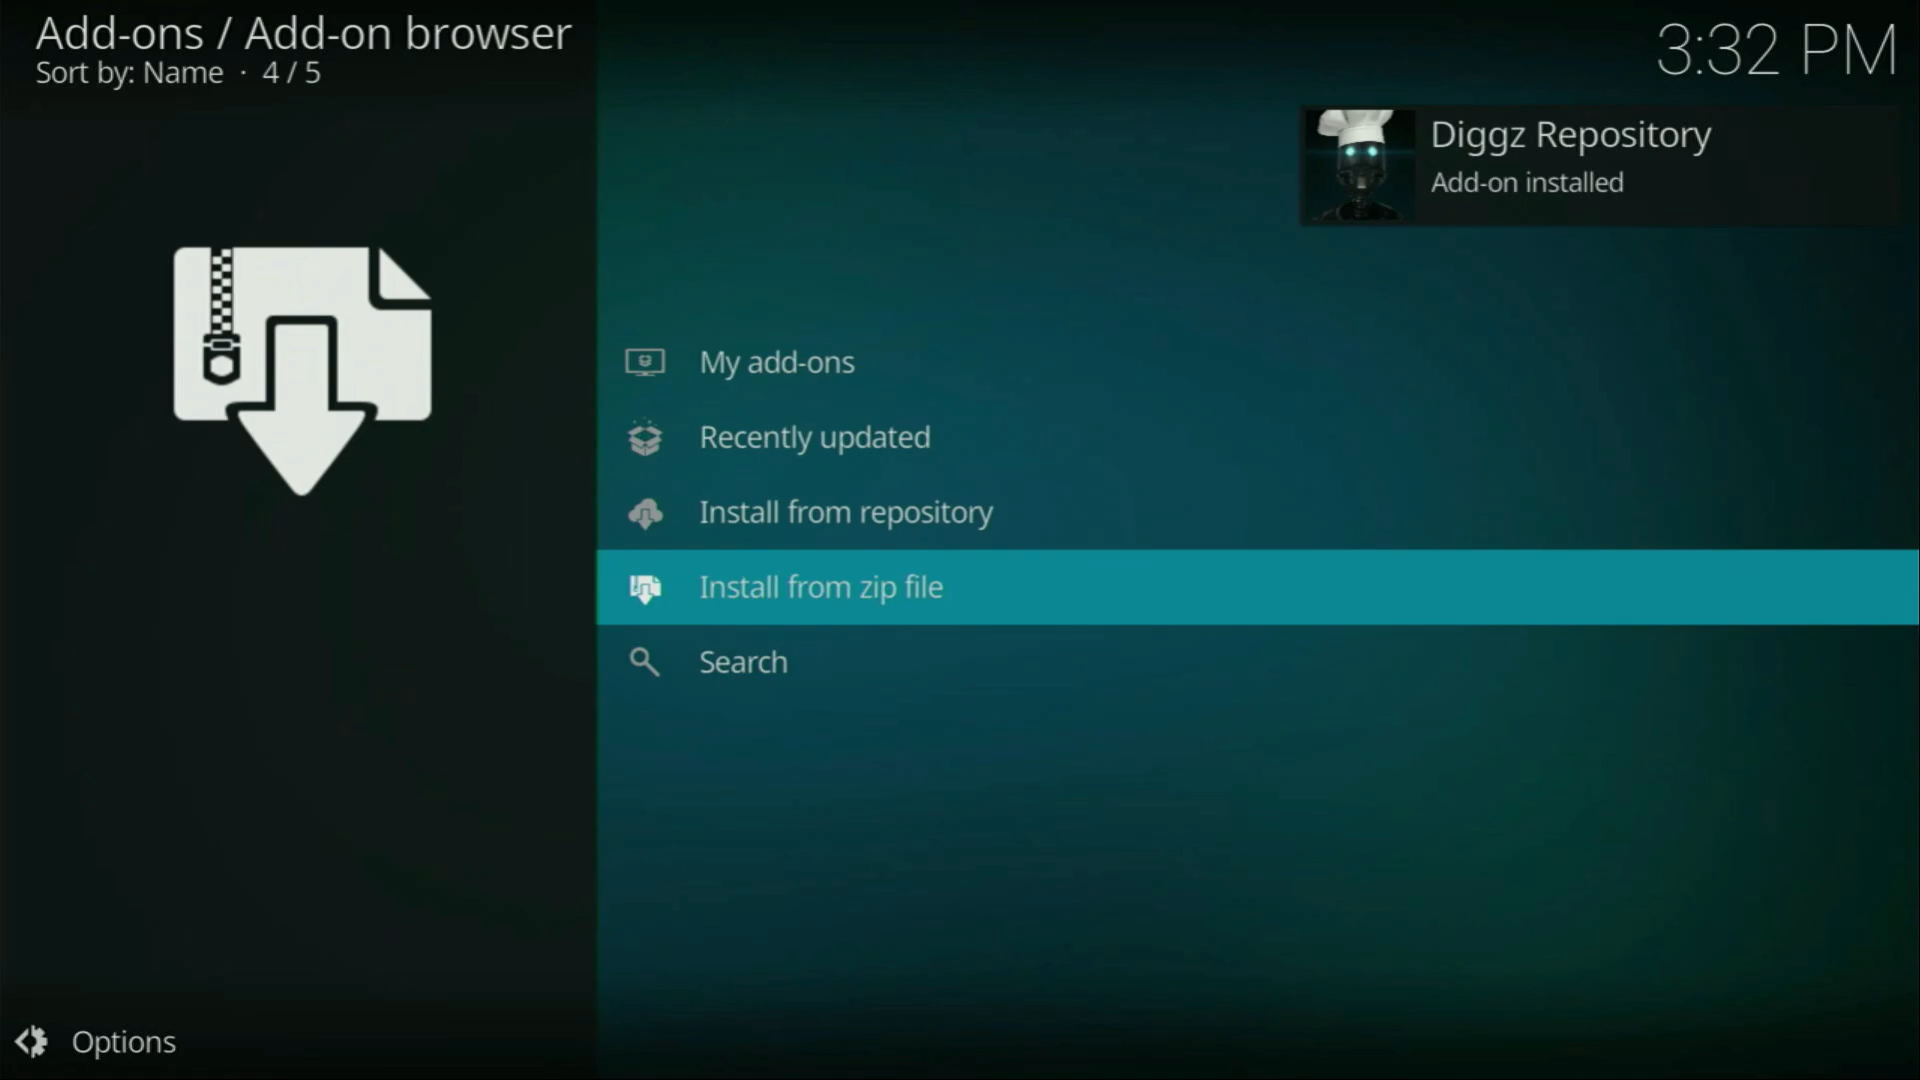 Add-ons / Add-on browser
Sort by: Name · 4 / 5
3:32 PM
Diggz Repository
Add-on installed
My add-ons
Recently updated
Install from repository
Install from zip file
Search
Options